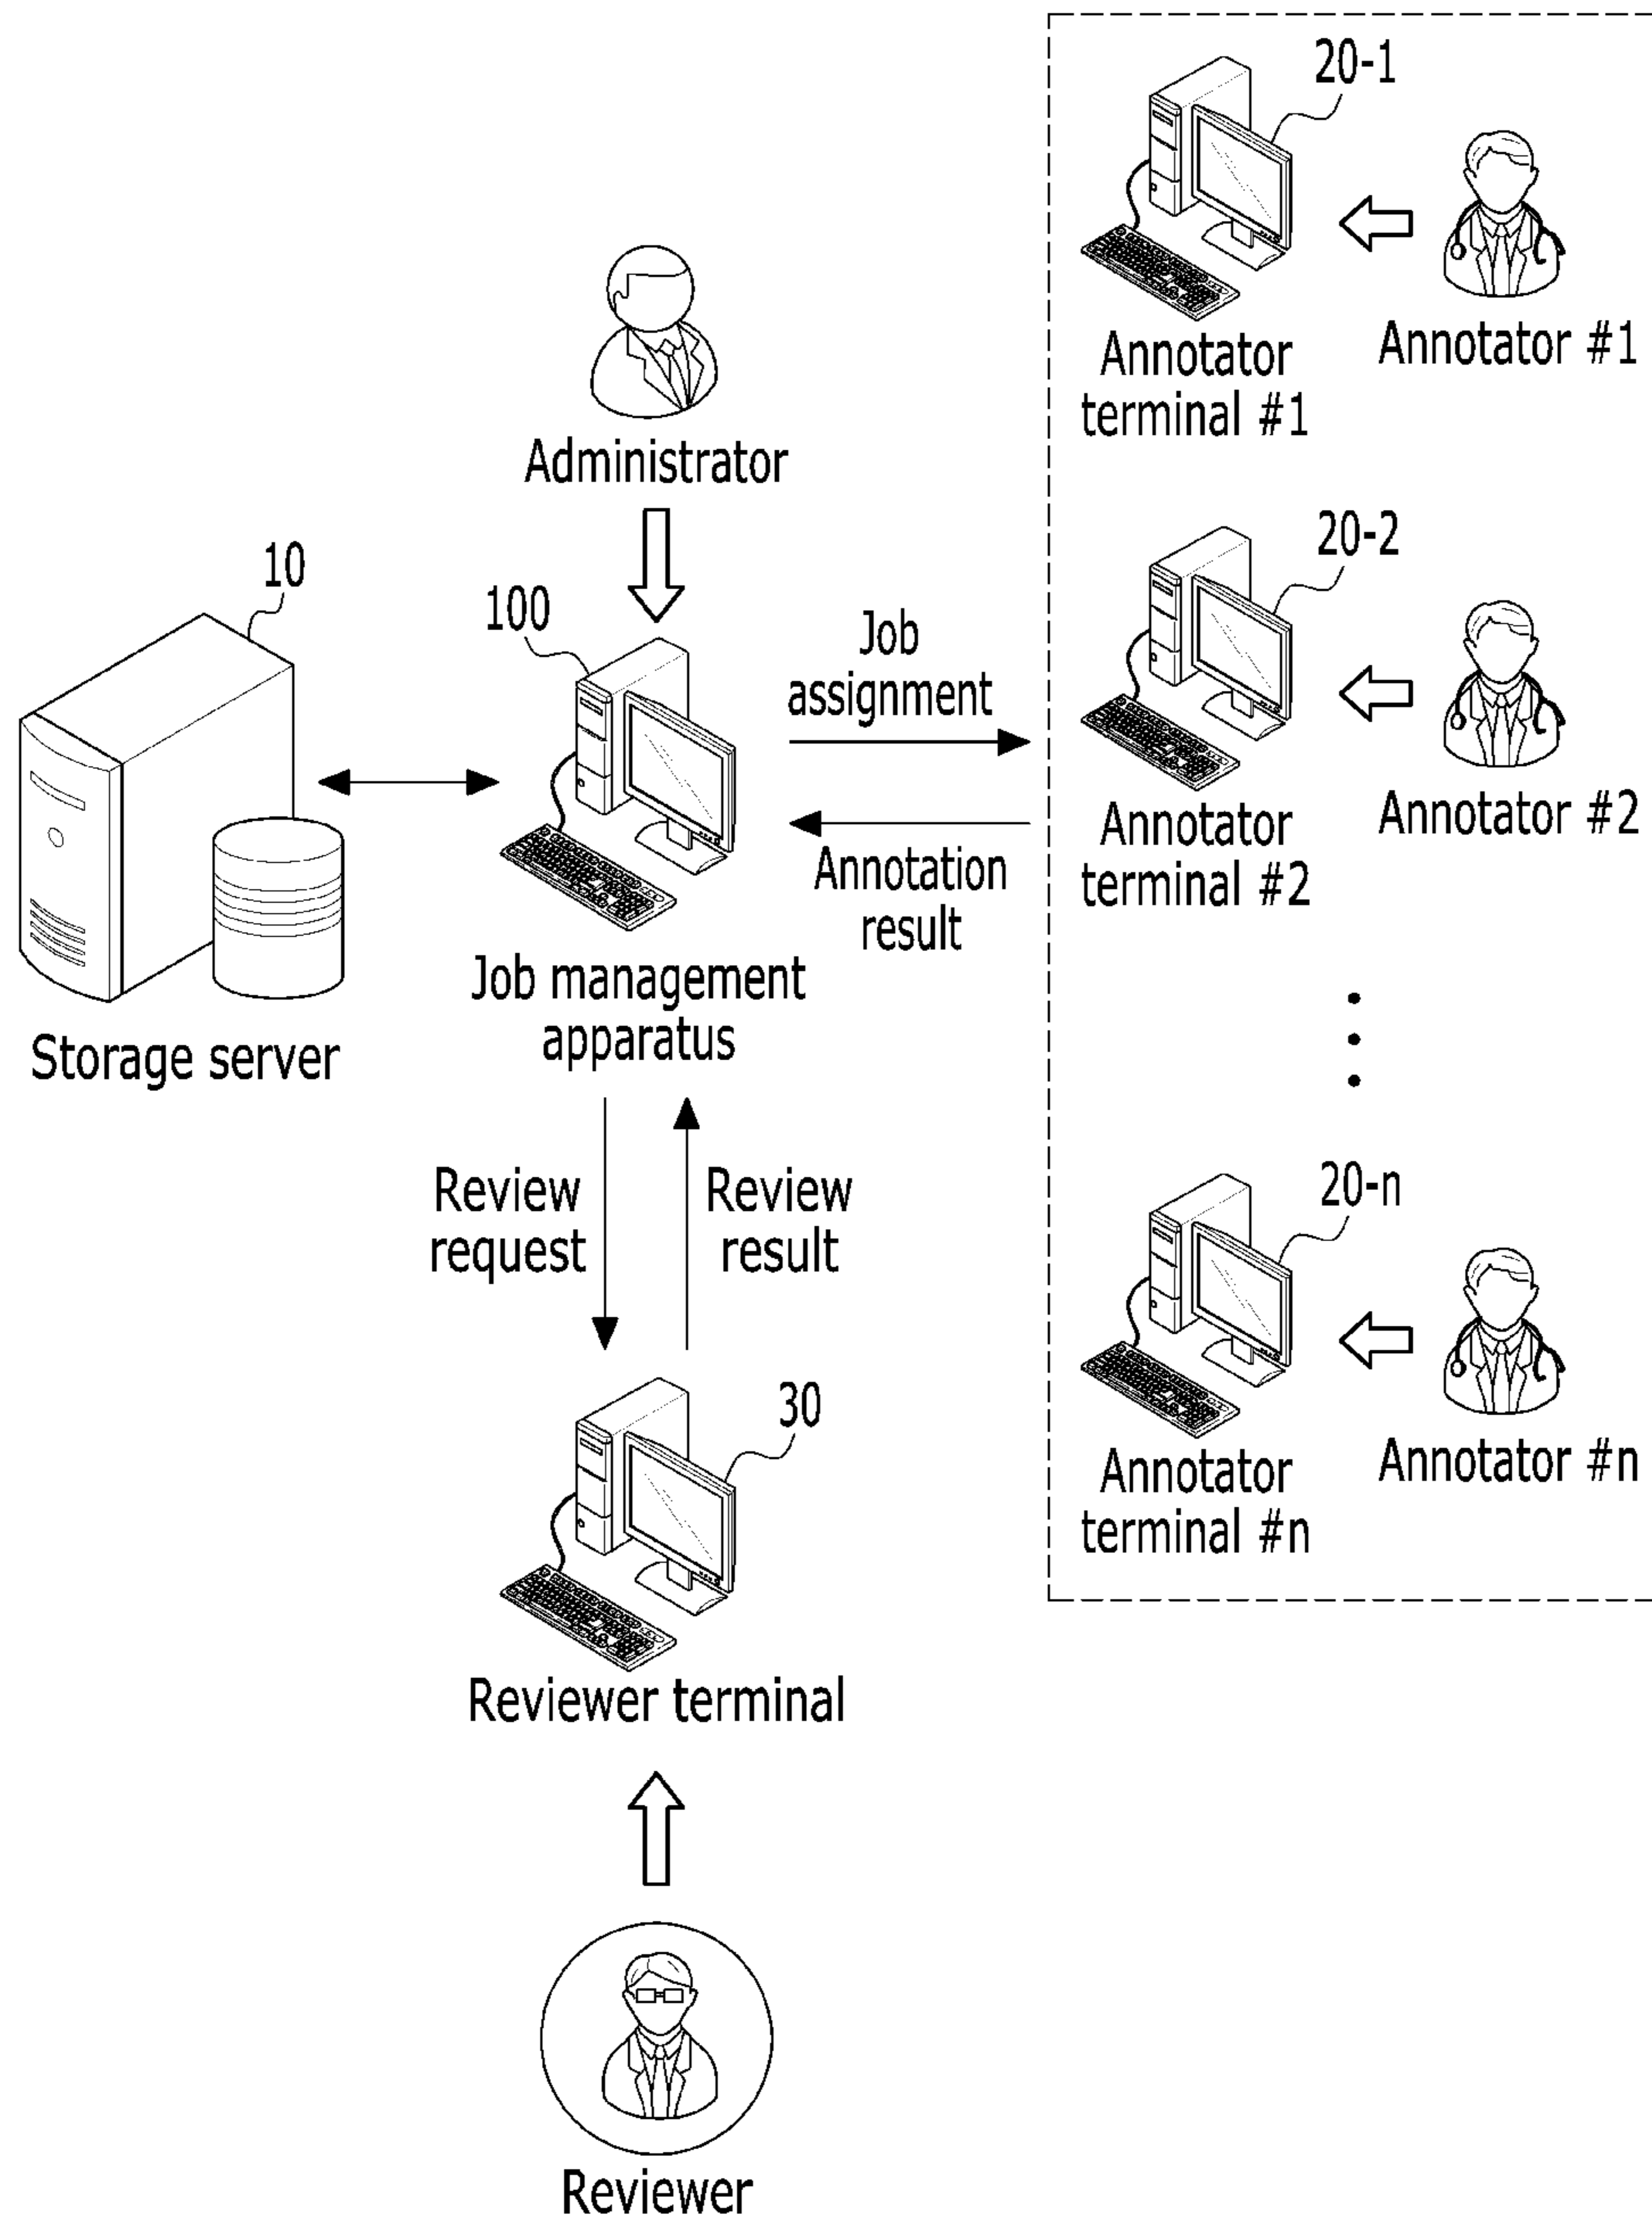 20-1
Annotator
terminal #1
Annotator #1
Administrator
10
100
Job
assignment
20-2
Annotator
terminal #2
Annotator #2
Annotation
result
Storage server
Job management
apparatus
Review
request
Review
result
20-n
Annotator
terminal #n
Annotator #n
30
Reviewer terminal
Reviewer